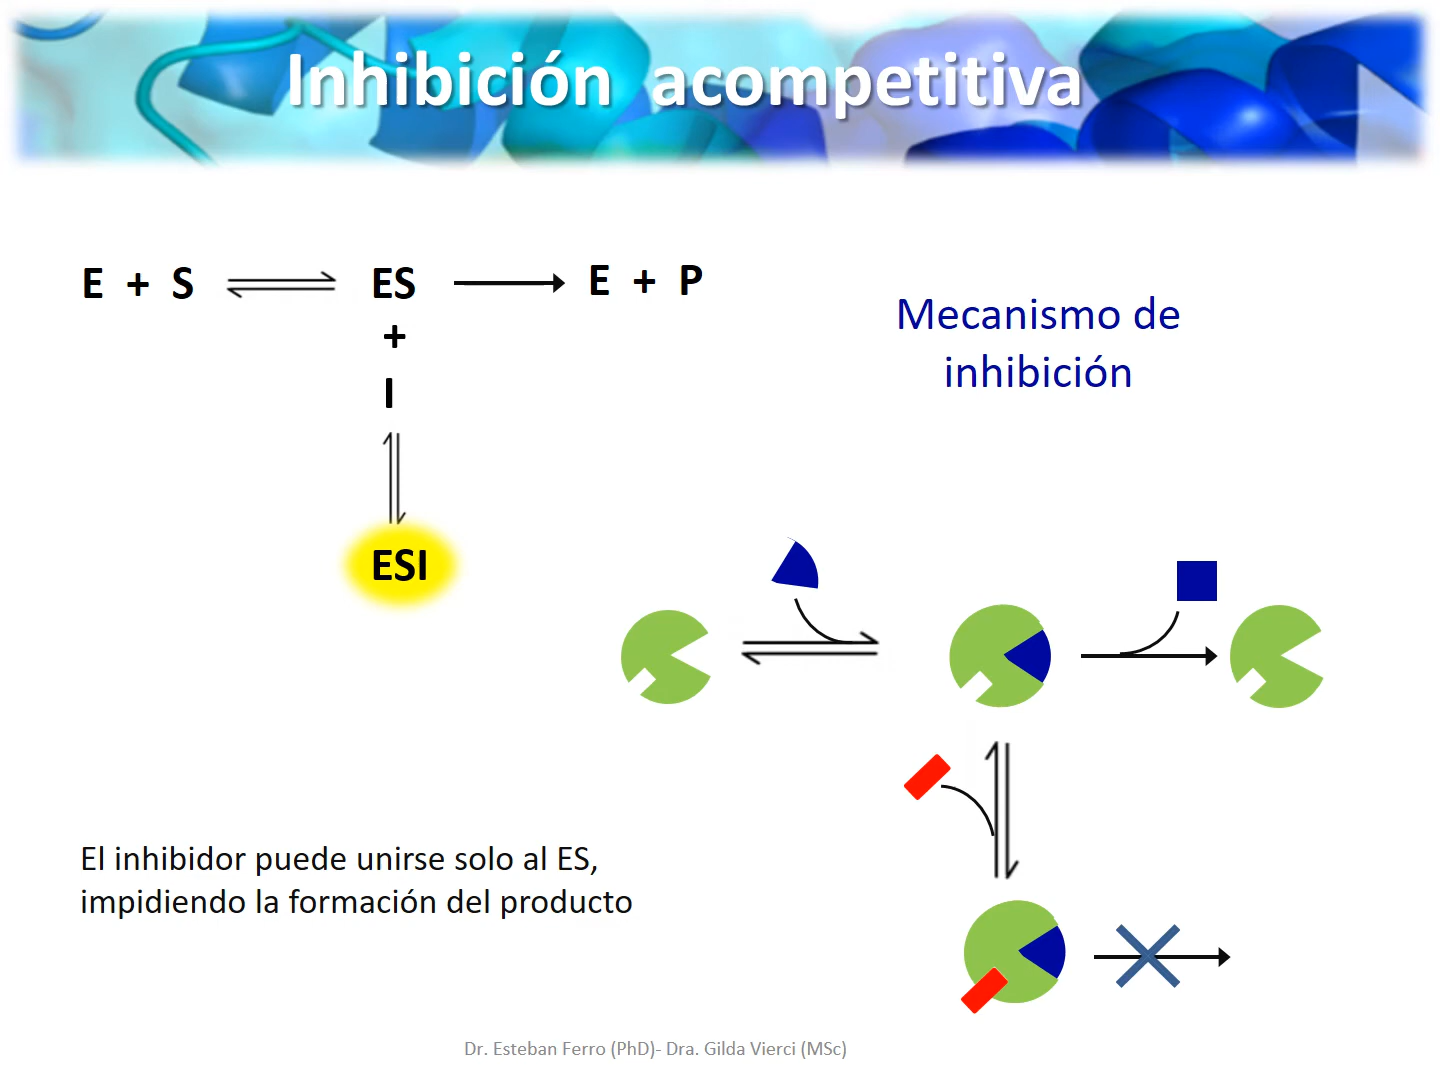 Inhibición acompetitiva
E + S ES E + P
+
I
ESI
Mecanismo de
inhibición
El inhibidor puede unirse solo al ES,
impidiendo la formación del producto
Dr. Esteban Ferro (PhD)- Dra. Gilda Vierci (MSc)